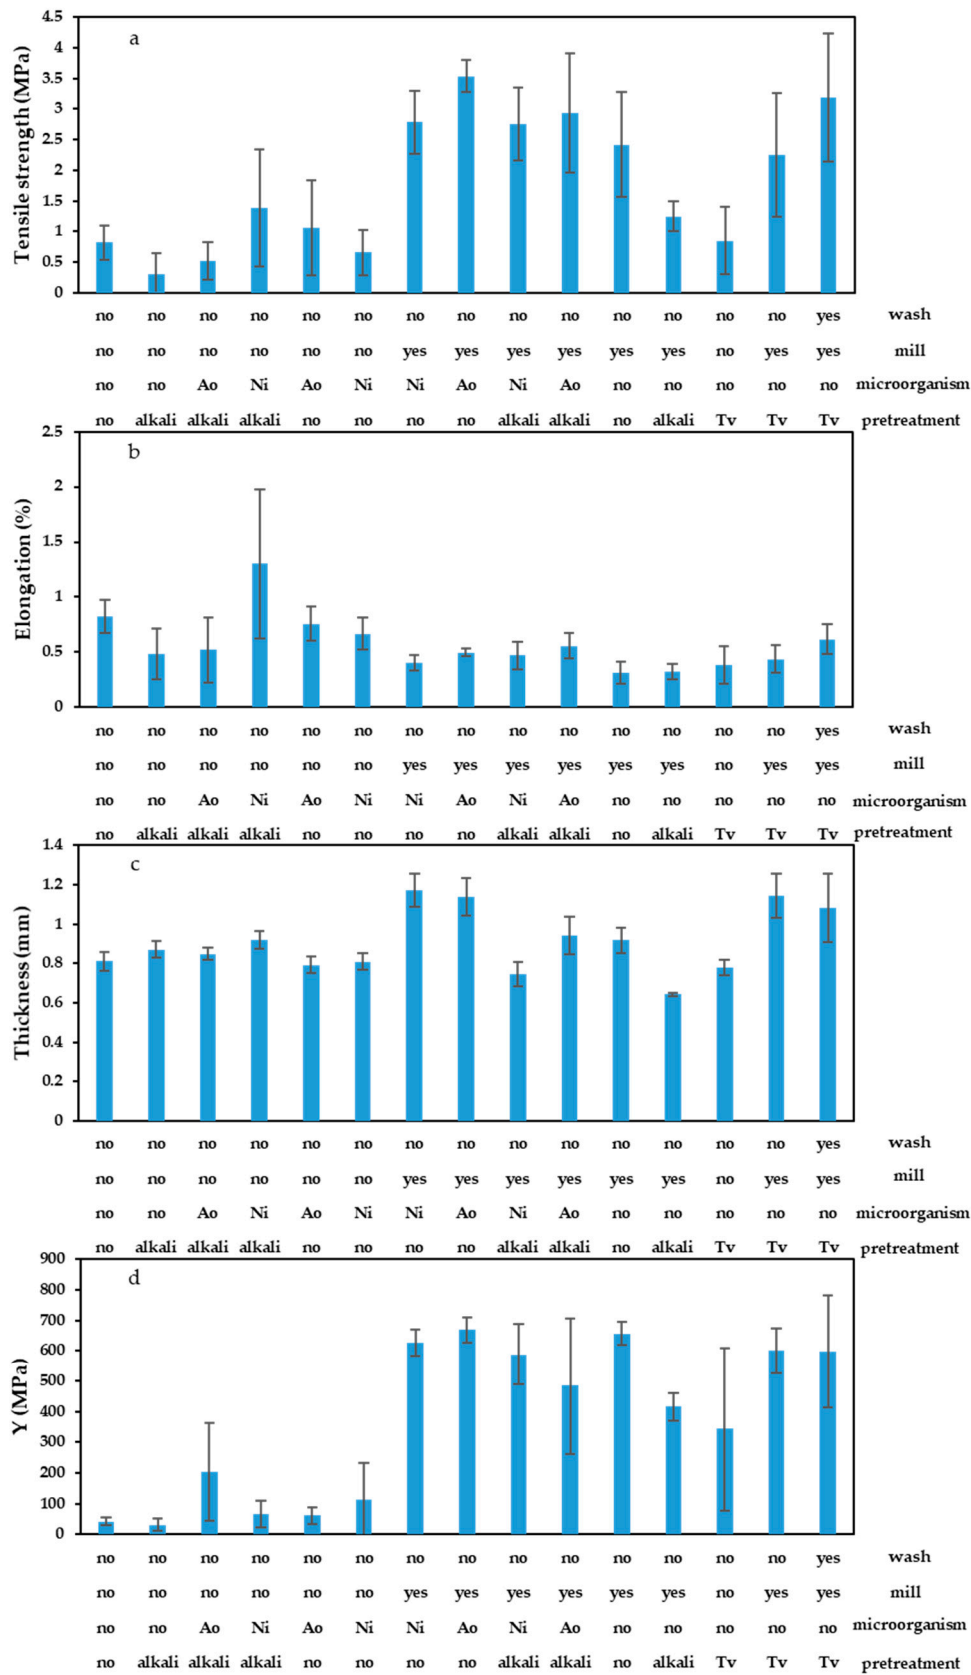 4.5
a
4
3.5
3
2.5
2
1.5
1
0.5
0
Tensile strength (MPa)
no no no no no no no no no no no no no no yes wash
no no no no no no yes yes yes yes yes yes no yes yes mill
no no Ao Ni Ao Ni Ni Ao Ni Ao no no no no no microorganism
no alkali alkali alkali no no no no alkali alkali no alkali Tv Tv Tv pretreatment
2.5
b
2
1.5
1
0.5
0
Elongation (%)
no no no no no no no no no no no no no no yes wash
no no no no no no yes yes yes yes yes yes no yes yes mill
no no Ao Ni Ao Ni Ni Ao Ni Ao no no no no no microorganism
no alkali alkali alkali no no no no alkali alkali no alkali Tv Tv Tv pretreatment
1.4
c
1.2
1
0.8
0.6
0.4
0.2
0
Thickness (mm)
no no no no no no no no no no no no no no yes wash
no no no no no no yes yes yes yes yes yes no yes yes mill
no no Ao Ni Ao Ni Ni Ao Ni Ao no no no no no microorganism
no alkali alkali alkali no no no no alkali alkali no alkali Tv Tv Tv pretreatment
900
d
800
700
600
500
400
300
200
100
0
Y (MPa)
no no no no no no no no no no no no no no yes wash
no no no no no no yes yes yes yes yes yes no yes yes mill
no no Ao Ni Ao Ni Ni Ao Ni Ao no no no no no microorganism
no alkali alkali alkali no no no no alkali alkali no alkali Tv Tv Tv pretreatment